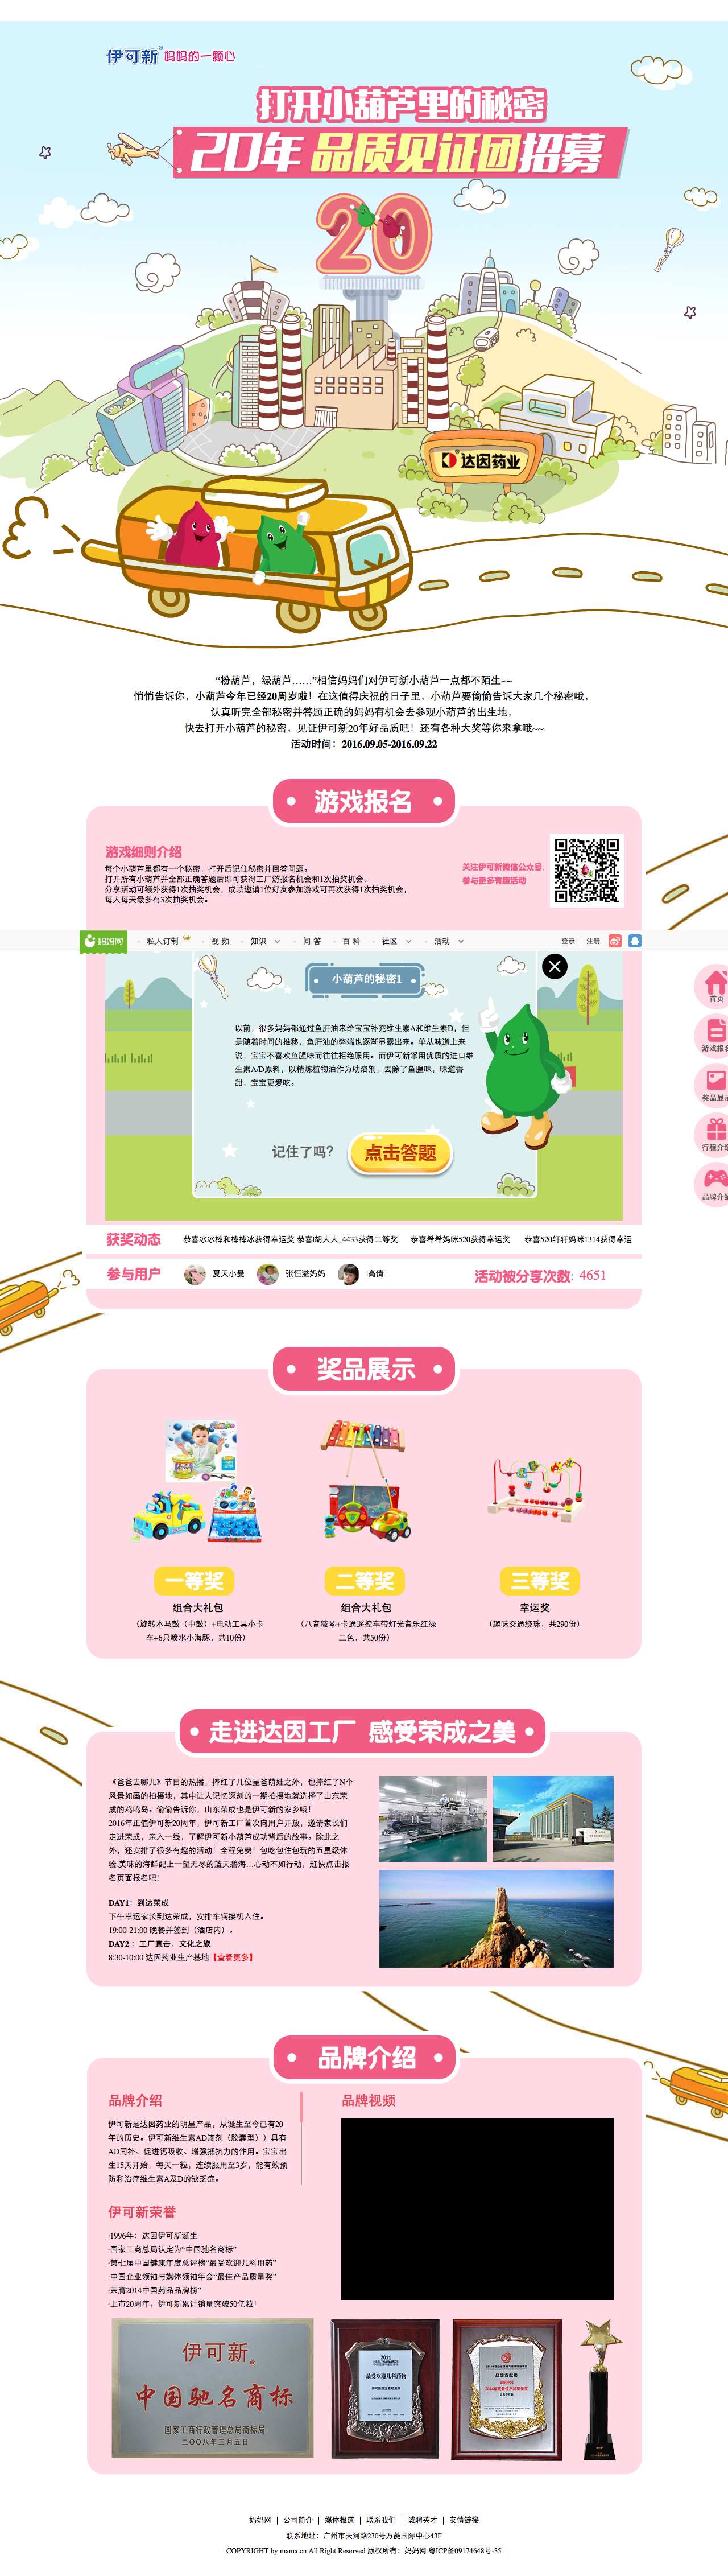 伊可新® 妈妈的一颗心
打开小葫芦里的秘密
20年 品质见证团招募
20
达因药业
“粉葫芦，绿葫芦……”相信妈妈们对伊可新小葫芦一点都不陌生~~
悄悄告诉你，小葫芦今年已经20周岁啦！在这值得庆祝的日子里，小葫芦要偷偷告诉大家几个秘密哦，
认真听完全部秘密并答题正确的妈妈有机会去参观小葫芦的出生地，
快去打开小葫芦的秘密，见证伊可新20年好品质吧！还有各种大奖等你来拿哦~~
活动时间：2016.09.05-2016.09.22
游戏报名
游戏细则介绍
每个小葫芦里都有一个秘密，打开后记住秘密并回答问题。
打开所有小葫芦并全部正确答题后即可获得工厂游报名机会和1次抽奖机会。
分享活动可额外获得1次抽奖机会，成功邀请1位好友参加游戏可再次获得1次抽奖机会，
每人每天最多有3次抽奖机会。
关注伊可新微信公众号，
参与更多有趣活动
妈妈网 私人订制 视 频 知识 问 答 百 科 社区 活动 登录 注册
小葫芦的秘密1
以前，很多妈妈都通过鱼肝油来给宝宝补充维生素A和维生素D，但
是随着时间的推移，鱼肝油的弊端也逐渐显露出来。单从味道上来
说，宝宝不喜欢鱼腥味而往往拒绝服用。而伊可新采用优质的进口维
生素A/D原料，以精炼植物油作为助溶剂，去除了鱼腥味，味道香
甜，宝宝更爱吃。
记住了吗？ 点击答题
首页
游戏报名
奖品显示
行程介绍
品牌介绍
获奖动态 恭喜冰冰棒和棒棒冰获得幸运奖 恭喜l胡大大_4433获得二等奖 恭喜希希妈咪520获得幸运奖 恭喜520轩轩妈咪1314获得幸运
参与用户 夏天小曼 张恒溢妈妈 l高倩 活动被分享次数：4651
奖品展示
一等奖 二等奖 三等奖
组合大礼包 组合大礼包 幸运奖
（旋转木马鼓（中鼓）+电动工具小卡
车+6只喷水小海豚，共10份）
（八音敲琴+卡通遥控车带灯光音乐红绿
二色，共50份）
（趣味交通绕珠，共290份）
走进达因工厂 感受荣成之美
《爸爸去哪儿》节目的热播，捧红了几位星爸萌娃之外，也捧红了N个
风景如画的拍摄地，其中让人记忆深刻的一期拍摄地就选择了山东荣
成的鸡鸣岛。偷偷告诉你，山东荣成也是伊可新的家乡哦！
2016年正值伊可新20周年，伊可新工厂首次向用户开放，邀请家长们
走进荣成，亲入一线，了解伊可新小葫芦成功背后的故事。除此之
外，还安排了很多有趣的活动！全程免费！包吃包住包玩的五星级体
验,美味的海鲜配上一望无尽的蓝天碧海...心动不如行动，赶快点击报
名页面报名吧!
DAY1：到达荣成
下午幸运家长到达荣成，安排车辆接机入住。
19:00-21:00 晚餐并签到（酒店内）。
DAY2 ：工厂直击，文化之旅
8:30-10:00 达因药业生产基地【查看更多】
品牌介绍
品牌介绍
伊可新是达因药业的明星产品，从诞生至今已有20
年的历史。伊可新维生素AD滴剂（胶囊型））具有
AD同补、促进钙吸收、增强抵抗力的作用。宝宝出
生15天开始，每天一粒，连续服用至3岁，能有效预
防和治疗维生素A及D的缺乏症。
品牌视频
伊可新荣誉
·1996年：达因伊可新诞生
·国家工商总局认定为“中国驰名商标”
·第七届中国健康年度总评榜“最受欢迎儿科用药”
·中国企业领袖与媒体领袖年会“最佳产品质量奖”
·荣膺2014中国药品品牌榜”
·上市20周年，伊可新累计销量突破50亿粒！
伊可新
中国驰名商标
国家工商行政管理总局商标局
二〇〇八年三月五日
2011
最受欢迎儿科药物
妈妈网 | 公司简介 | 媒体报道 | 联系我们 | 诚聘英才 | 友情链接
联系地址：广州市天河路230号万菱国际中心43F
COPYRIGHT by mama.cn All Right Reserved 版权所有：妈妈网 粤ICP备09174648号-35